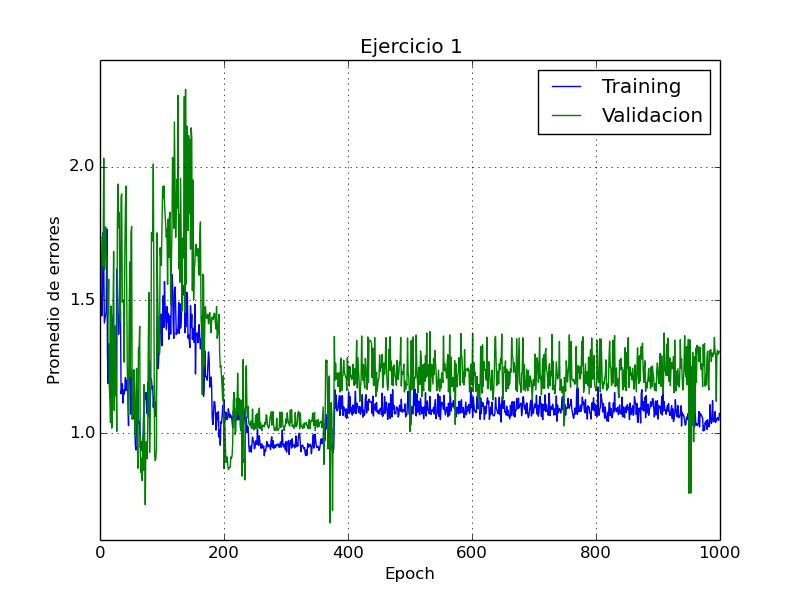 Ejercicio 1
Training
Validacion
2.0
1.5
1.0
Promedio de errores
0 200 400 600 800 1000
Epoch